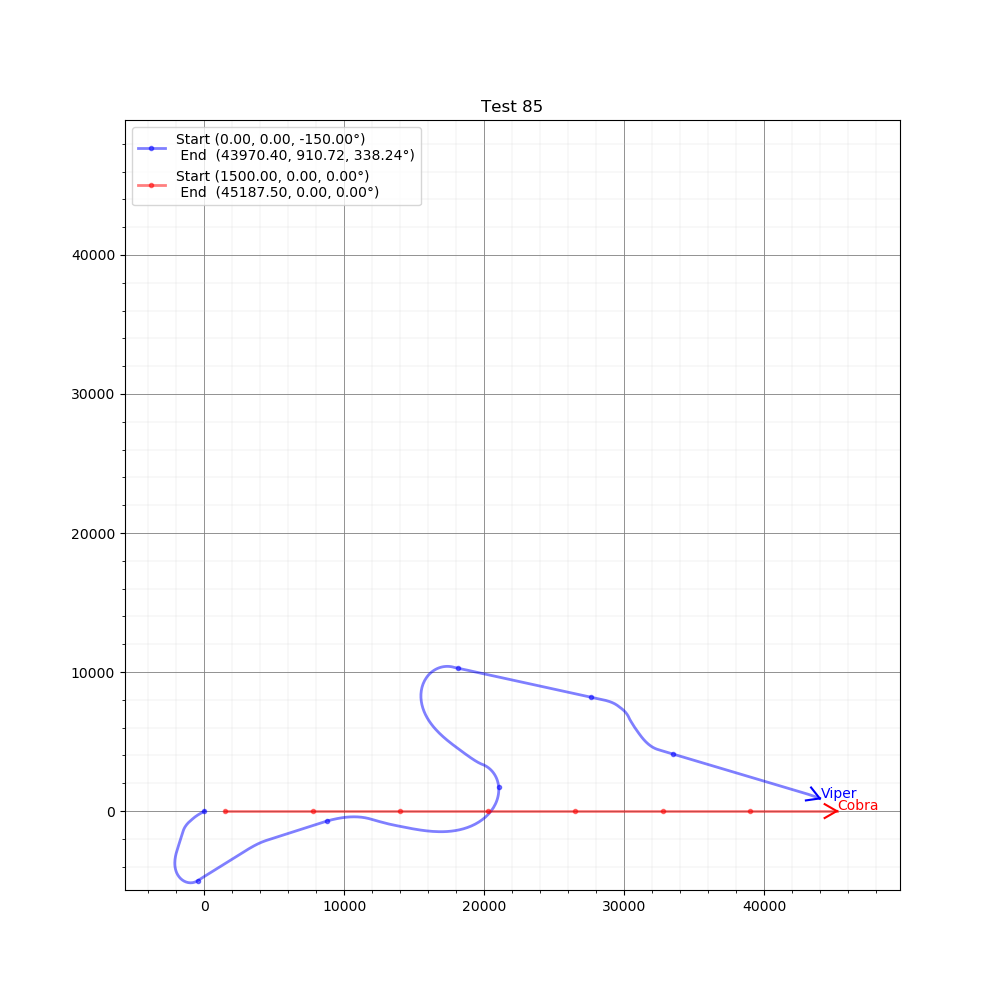 Test 85
Start (0.00, 0.00, -150.00°)
End  (43970.40, 910.72, 338.24°)
Start (1500.00, 0.00, 0.00°)
End  (45187.50, 0.00, 0.00°)
40000
30000
20000
10000
0
Viper
Cobra
0 10000 20000 30000 40000